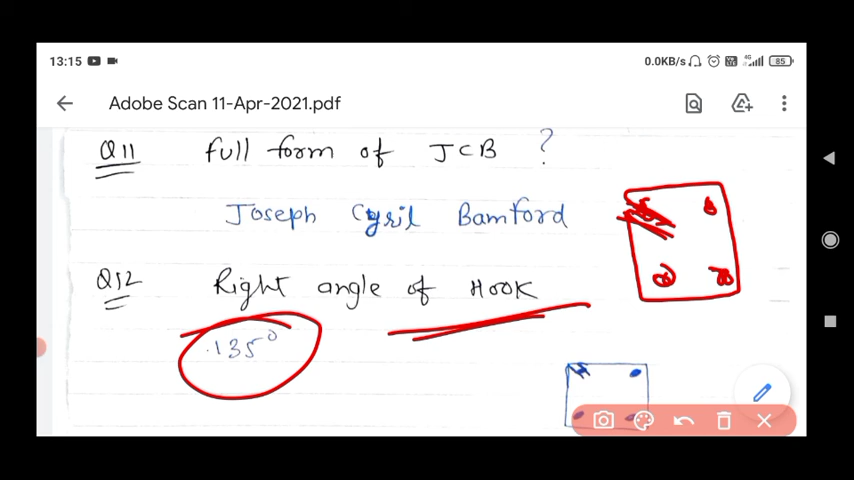 13:15
0.0KB/s 4G 85
Adobe Scan 11-Apr-2021.pdf
Q11 full form of JCB ?
Joseph Cyril Bamford
Q12 Right angle of HOOK
135°